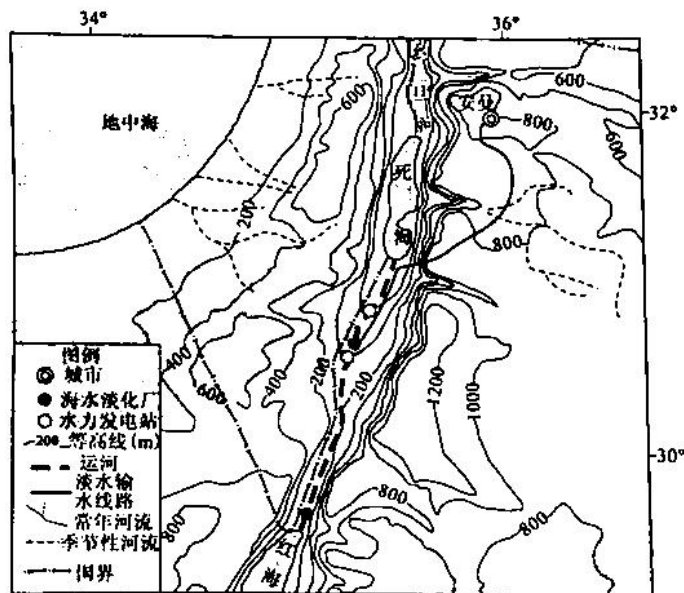 34°
36°
600
600
日
安曼
32°
地中海
800
600
死
200
海
800
400
600
400
200
200
1200
1000
30°
800
800
800
红
海
图例
城市
海水淡化厂
水力发电站
200 等高线(m)
运河
淡水输
水线路
常年河流
季节性河流
国界